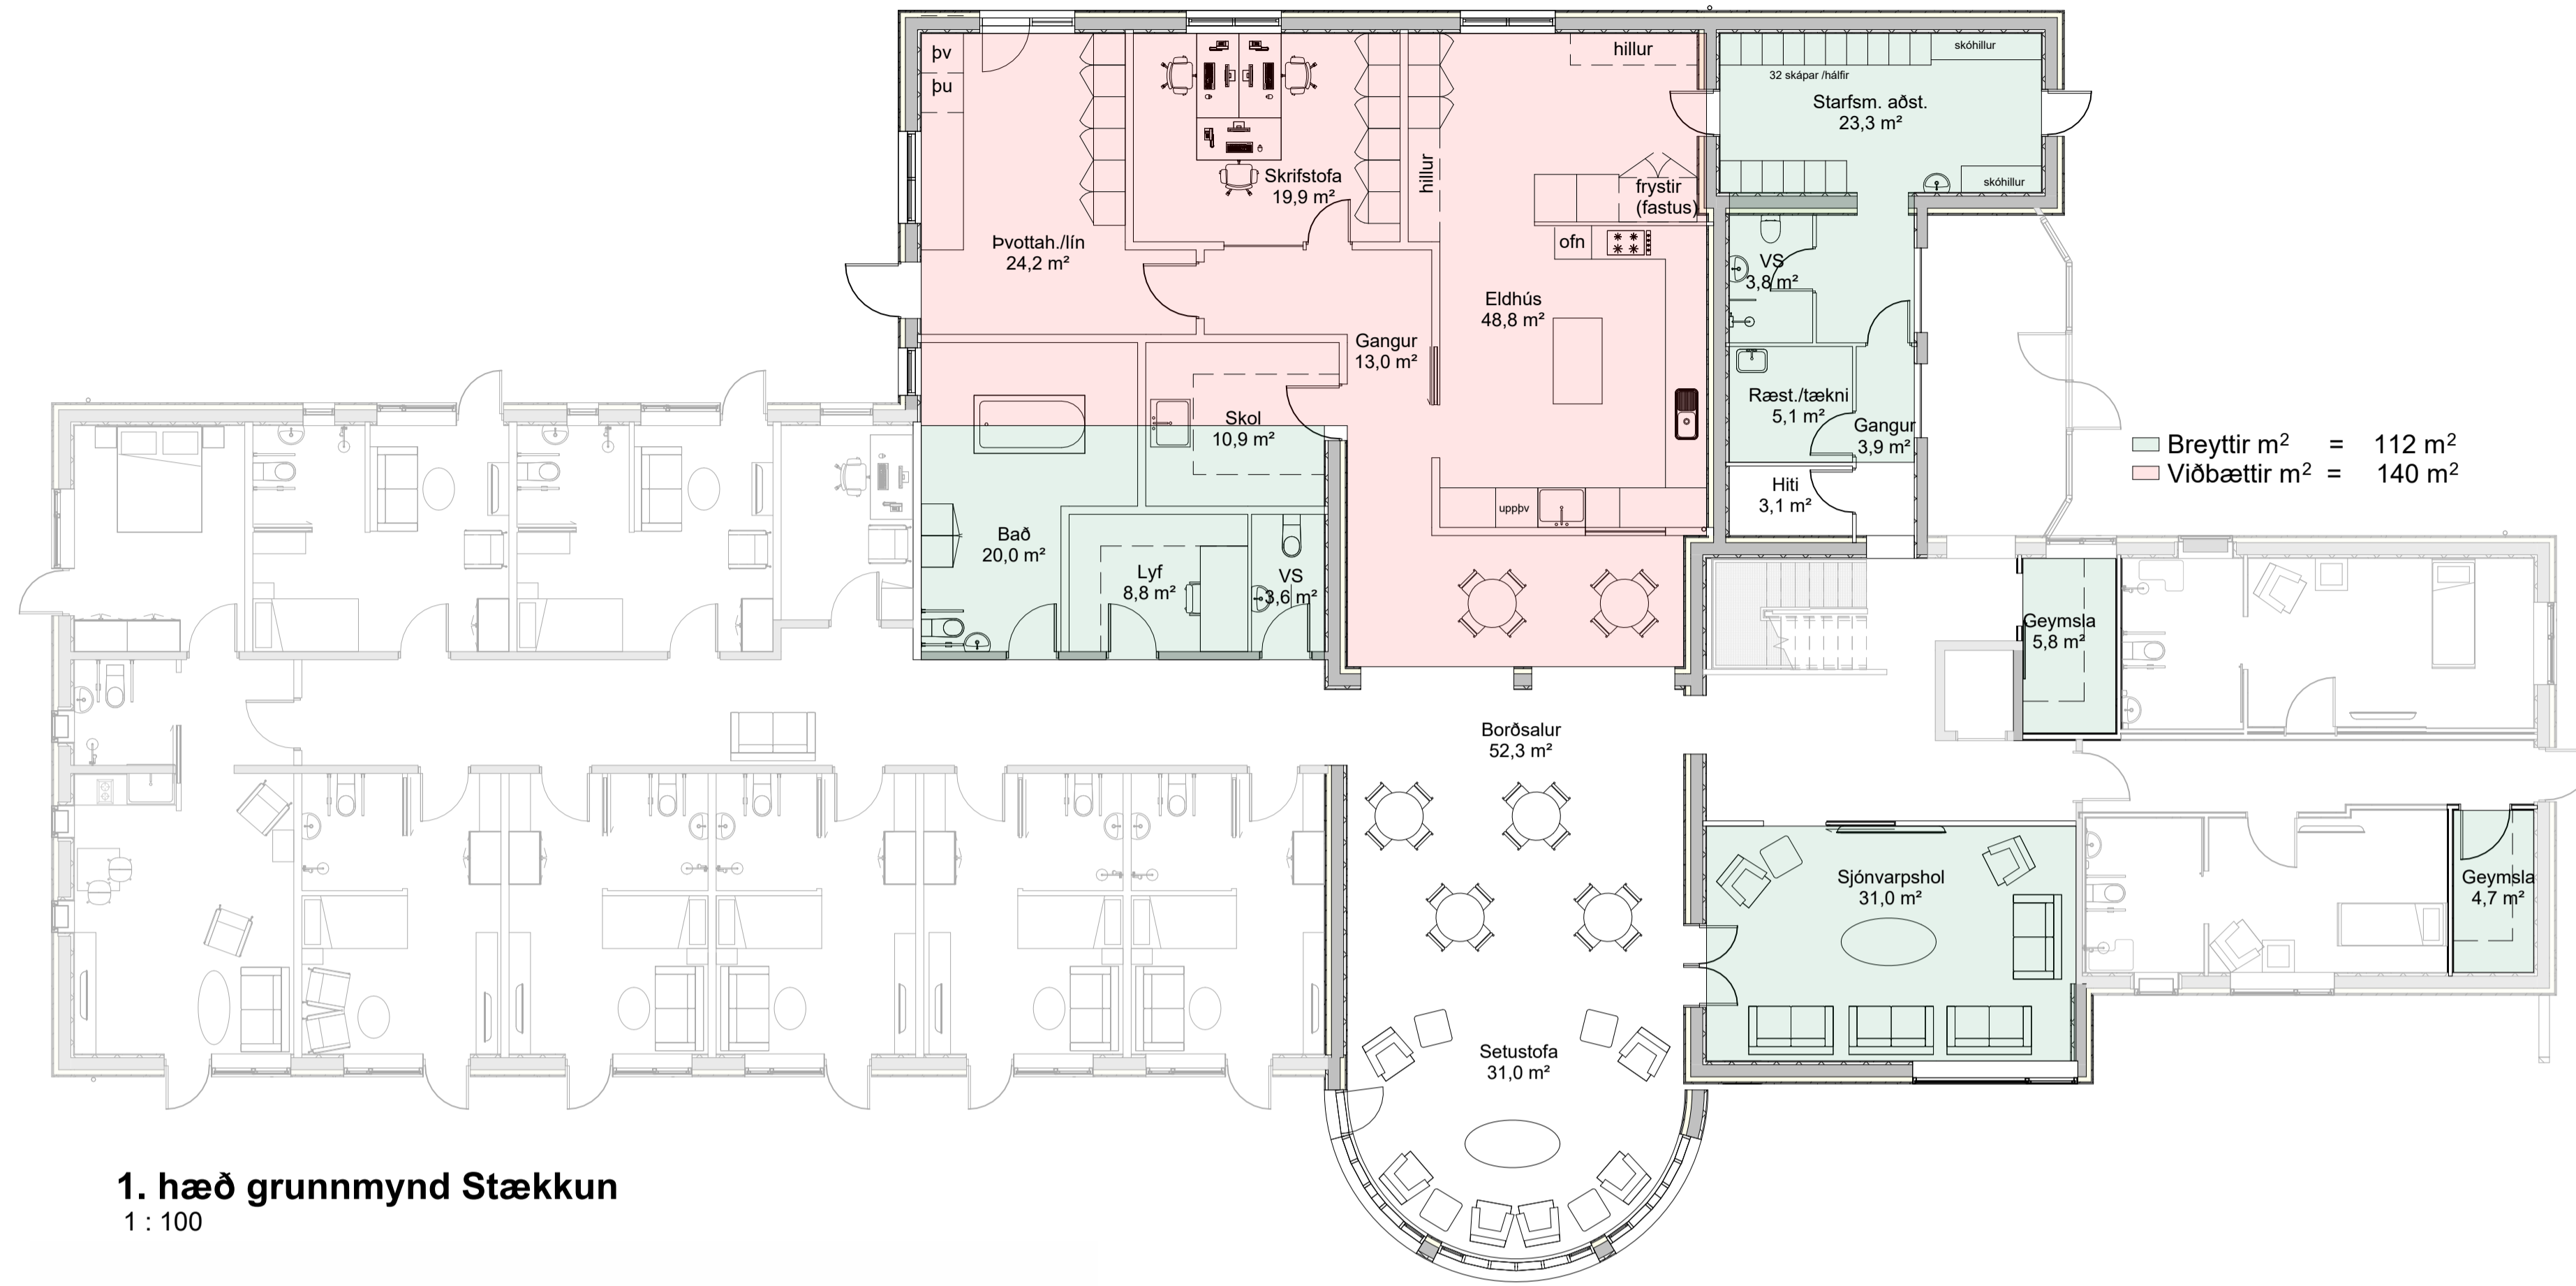 þv
þu
hillur
skóhillur
32 skápar /hálfir
Starfsm. aðst.
23,3 m²
hillur
Skrifstofa
19,9 m²
frystir
(fastus)
skóhillur
Þvottah./lín
24,2 m²
ofn
VS
3,8 m²
Eldhús
48,8 m²
Gangur
13,0 m²
Ræst./tækni
5,1 m²
Skol
10,9 m²
Gangur
3,9 m²
Breyttir m² = 112 m²
Viðbættir m² = 140 m²
Hiti
3,1 m²
uppþv
Bað
20,0 m²
Lyf
8,8 m²
VS
3,6 m²
Geymsla
5,8 m²
Borðsalur
52,3 m²
Sjónvarpshol
31,0 m²
Geymsla
4,7 m²
Setustofa
31,0 m²
1. hæð grunnmynd Stækkun
1 : 100